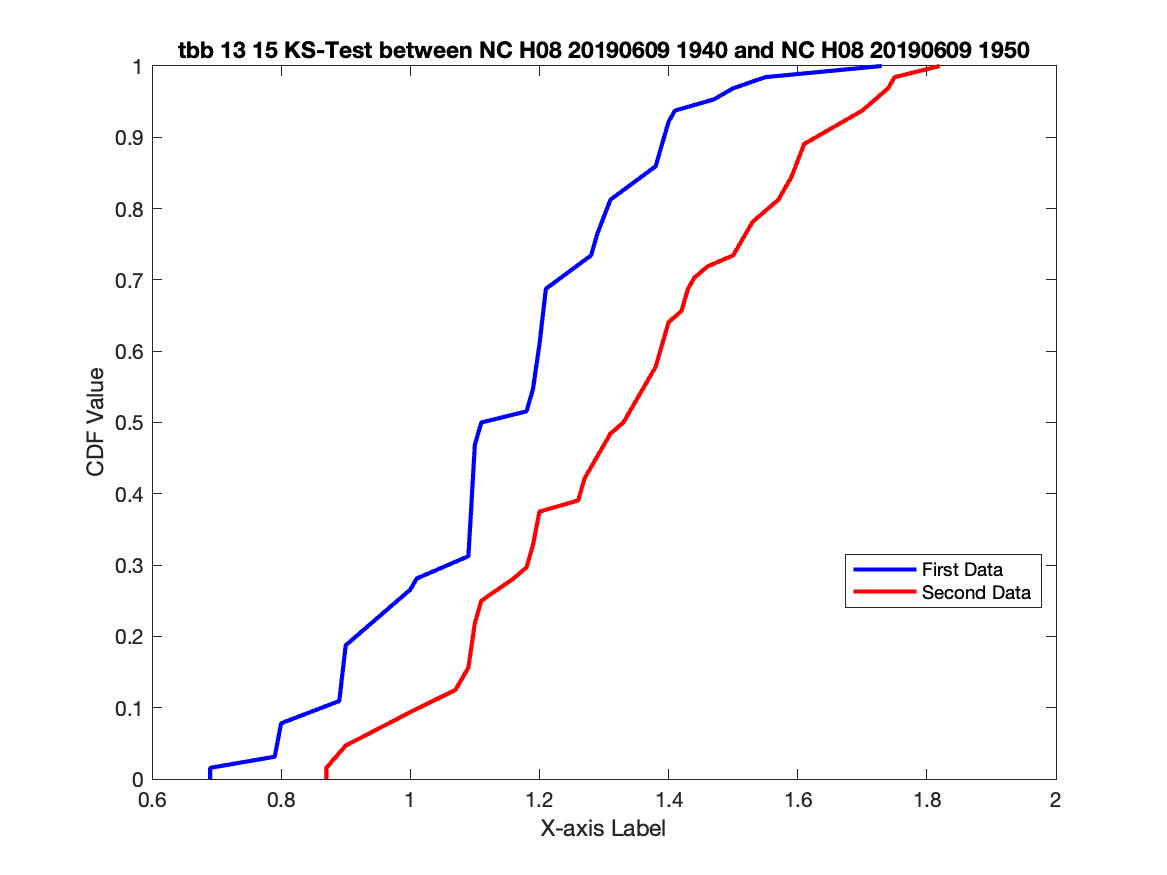 tbb 13 15 KS-Test between NC H08 20190609 1940 and NC H08 20190609 1950
1
0.9
0.8
0.7
0.6
0.5
0.4
0.3
0.2
0.1
0
CDF Value
First Data
Second Data
0.6 0.8 1 1.2 1.4 1.6 1.8 2
X-axis Label